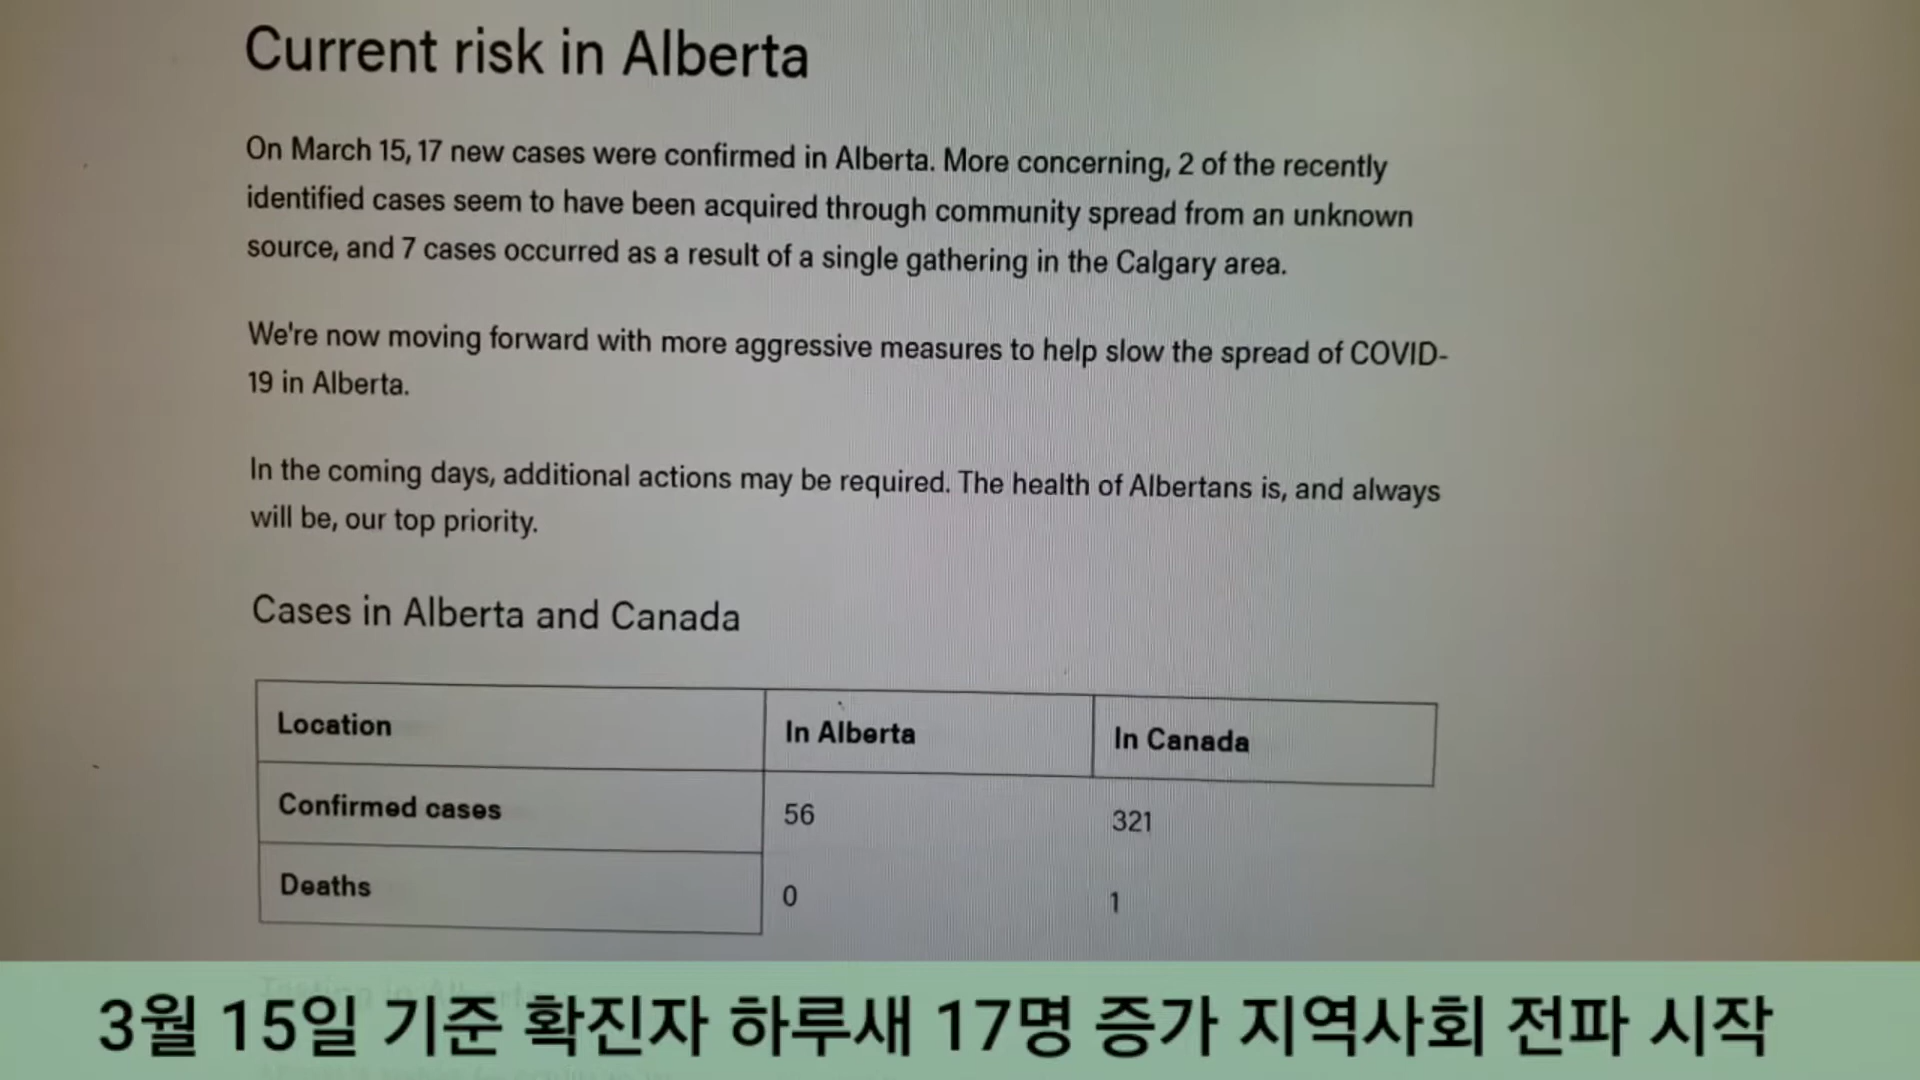 Current risk in Alberta
On March 15, 17 new cases were confirmed in Alberta. More concerning, 2 of the recently
identified cases seem to have been acquired through community spread from an unknown
source, and 7 cases occurred as a result of a single gathering in the Calgary area.
We're now moving forward with more aggressive measures to help slow the spread of COVID-
19 in Alberta.
In the coming days, additional actions may be required. The health of Albertans is, and always
will be, our top priority.
Cases in Alberta and Canada
Location In Alberta In Canada
Confirmed cases 56 321
Deaths 0 1
3월 15일 기준 확진자 하루새 17명 증가 지역사회 전파 시작